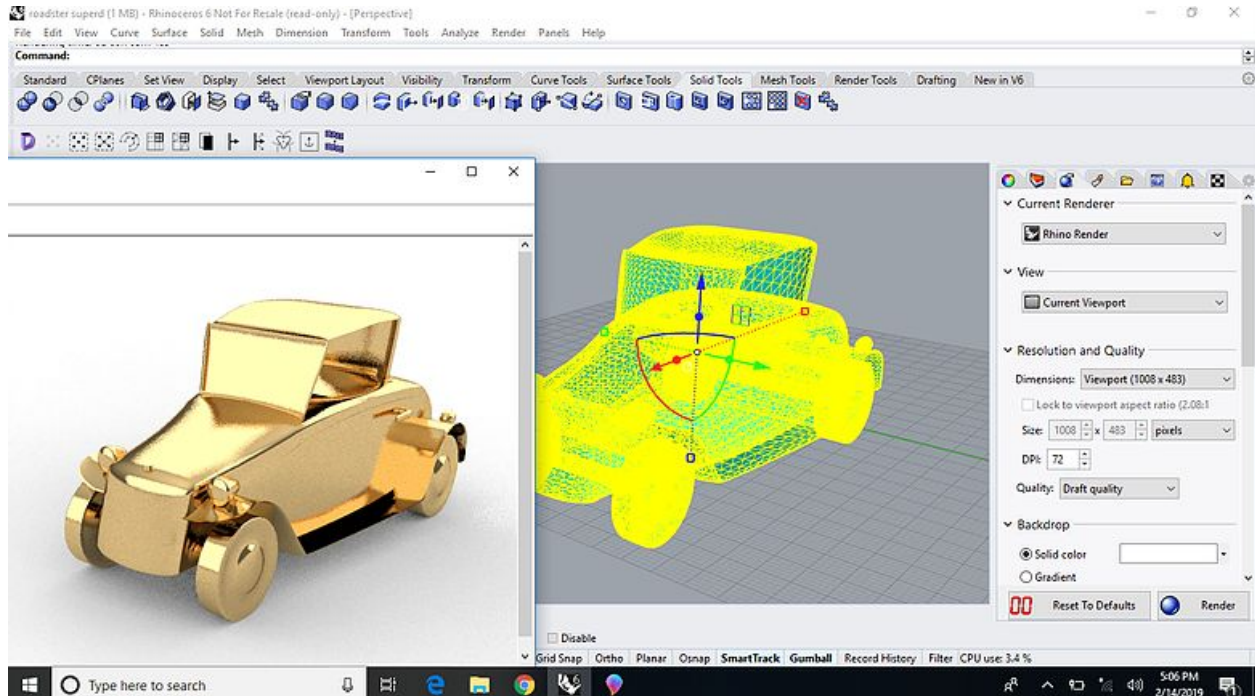 roadster superd (1 MB) - Rhinoceros 6 Not For Resale (read-only) - [Perspective]
File Edit View Curve Surface Solid Mesh Dimension Transform Tools Analyze Render Panels Help
Command:
Standard CPlanes Set View Display Select Viewport Layout Visibility Transform Curve Tools Surface Tools Solid Tools Mesh Tools Render Tools Drafting New in V6
Current Renderer
Rhino Render
View
Current Viewport
Resolution and Quality
Dimensions: Viewport (1008 x 483)
Lock to viewport aspect ratio (2.08:1
Size: 1008 x 483 pixels
DPI: 72
Quality: Draft quality
Backdrop
Solid color
Gradient
Reset To Defaults Render
Disable
Grid Snap Ortho Planar Osnap SmartTrack Gumball Record History Filter CPU use: 3.4 %
Type here to search
5:06 PM
2/14/2019